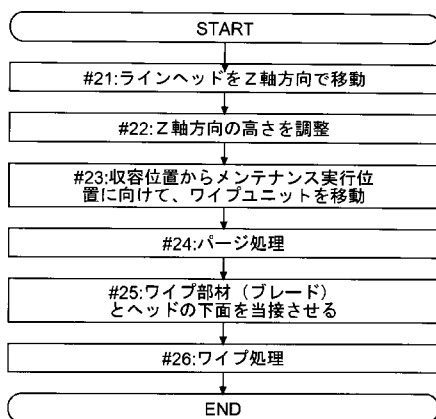 START
#21:ラインヘッドをZ軸方向で移動
#22:Z軸方向の高さを調整
#23:収容位置からメンテナンス実行位
置に向けて、ワイプユニットを移動
#24:パージ処理
#25:ワイプ部材（ブレード）
とヘッドの下面を当接させる
#26:ワイプ処理
END